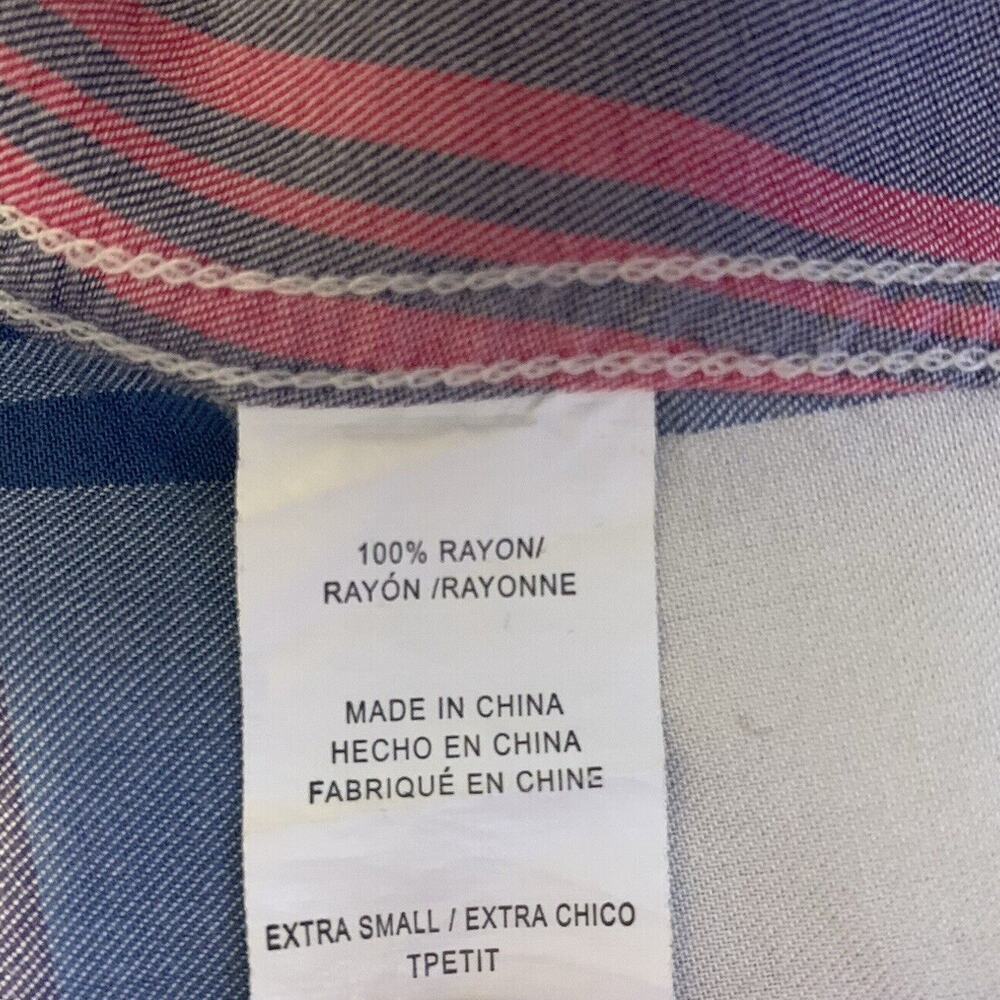 100% RAYON/
RAYÓN /RAYONNE
MADE IN CHINA
HECHO EN CHINA
FABRIQUÉ EN CHINE
EXTRA SMALL / EXTRA CHICO
TPETIT